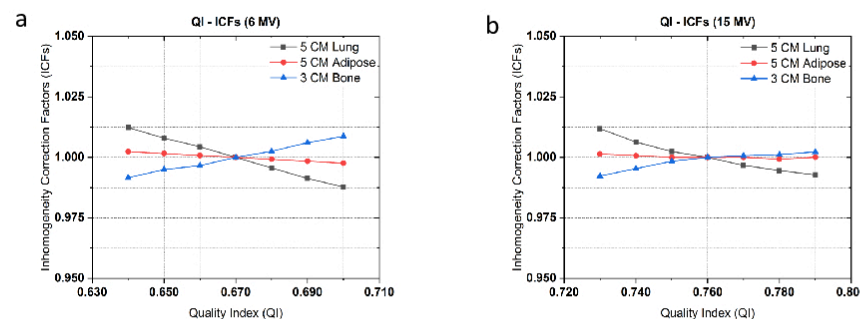 a
QI - ICFs (6 MV)
Inhomogeneity Correction Factors (ICFs)
1.050
1.025
1.000
0.975
0.950
5 CM Lung
5 CM Adipose
3 CM Bone
0.630 0.650 0.670 0.690 0.710
Quality Index (QI)
b
QI - ICFs (15 MV)
Inhomogeneity Correction Factors (ICFs)
1.050
1.025
1.000
0.975
0.950
5 CM Lung
5 CM Adipose
3 CM Bone
0.720 0.740 0.760 0.780 0.80
Quality Index (QI)